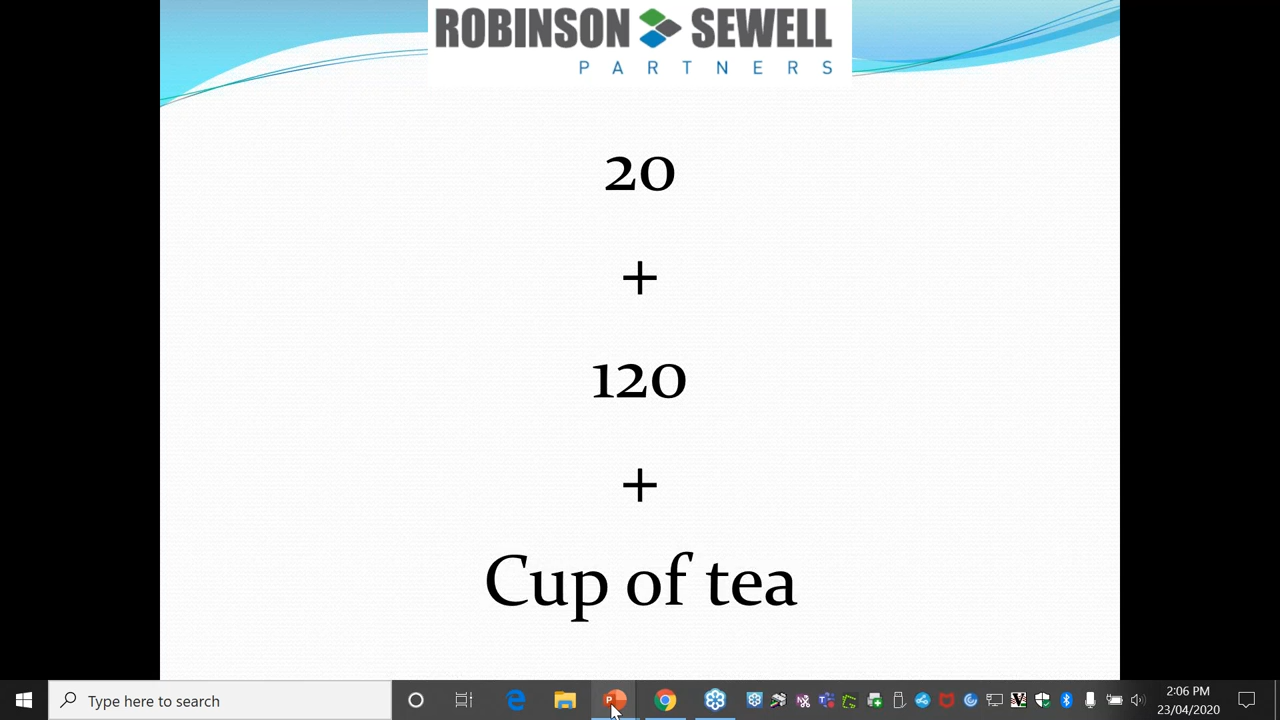 ROBINSON SEWELL
PARTNERS
20
+
120
+
Cup of tea
Type here to search
2:06 PM
23/04/2020